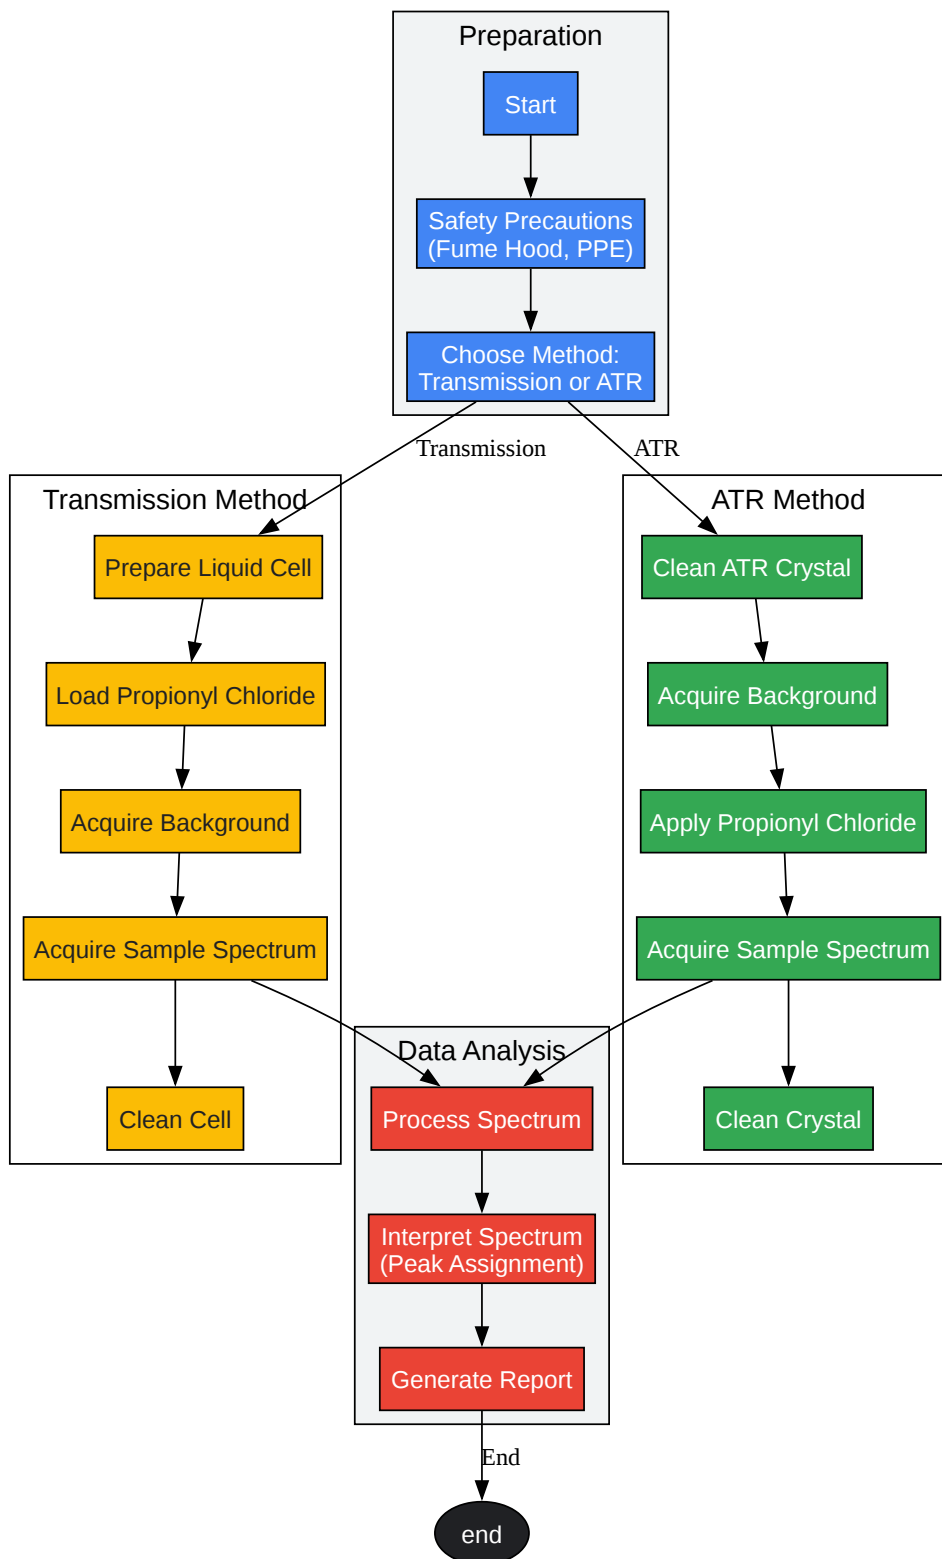 Preparation
Start
Safety Precautions
(Fume Hood, PPE)
Choose Method:
Transmission or ATR
Transmission
ATR
Transmission Method
Prepare Liquid Cell
Load Propionyl Chloride
Acquire Background
Acquire Sample Spectrum
Clean Cell
ATR Method
Clean ATR Crystal
Acquire Background
Apply Propionyl Chloride
Acquire Sample Spectrum
Clean Crystal
Data Analysis
Process Spectrum
Interpret Spectrum
(Peak Assignment)
Generate Report
End
end